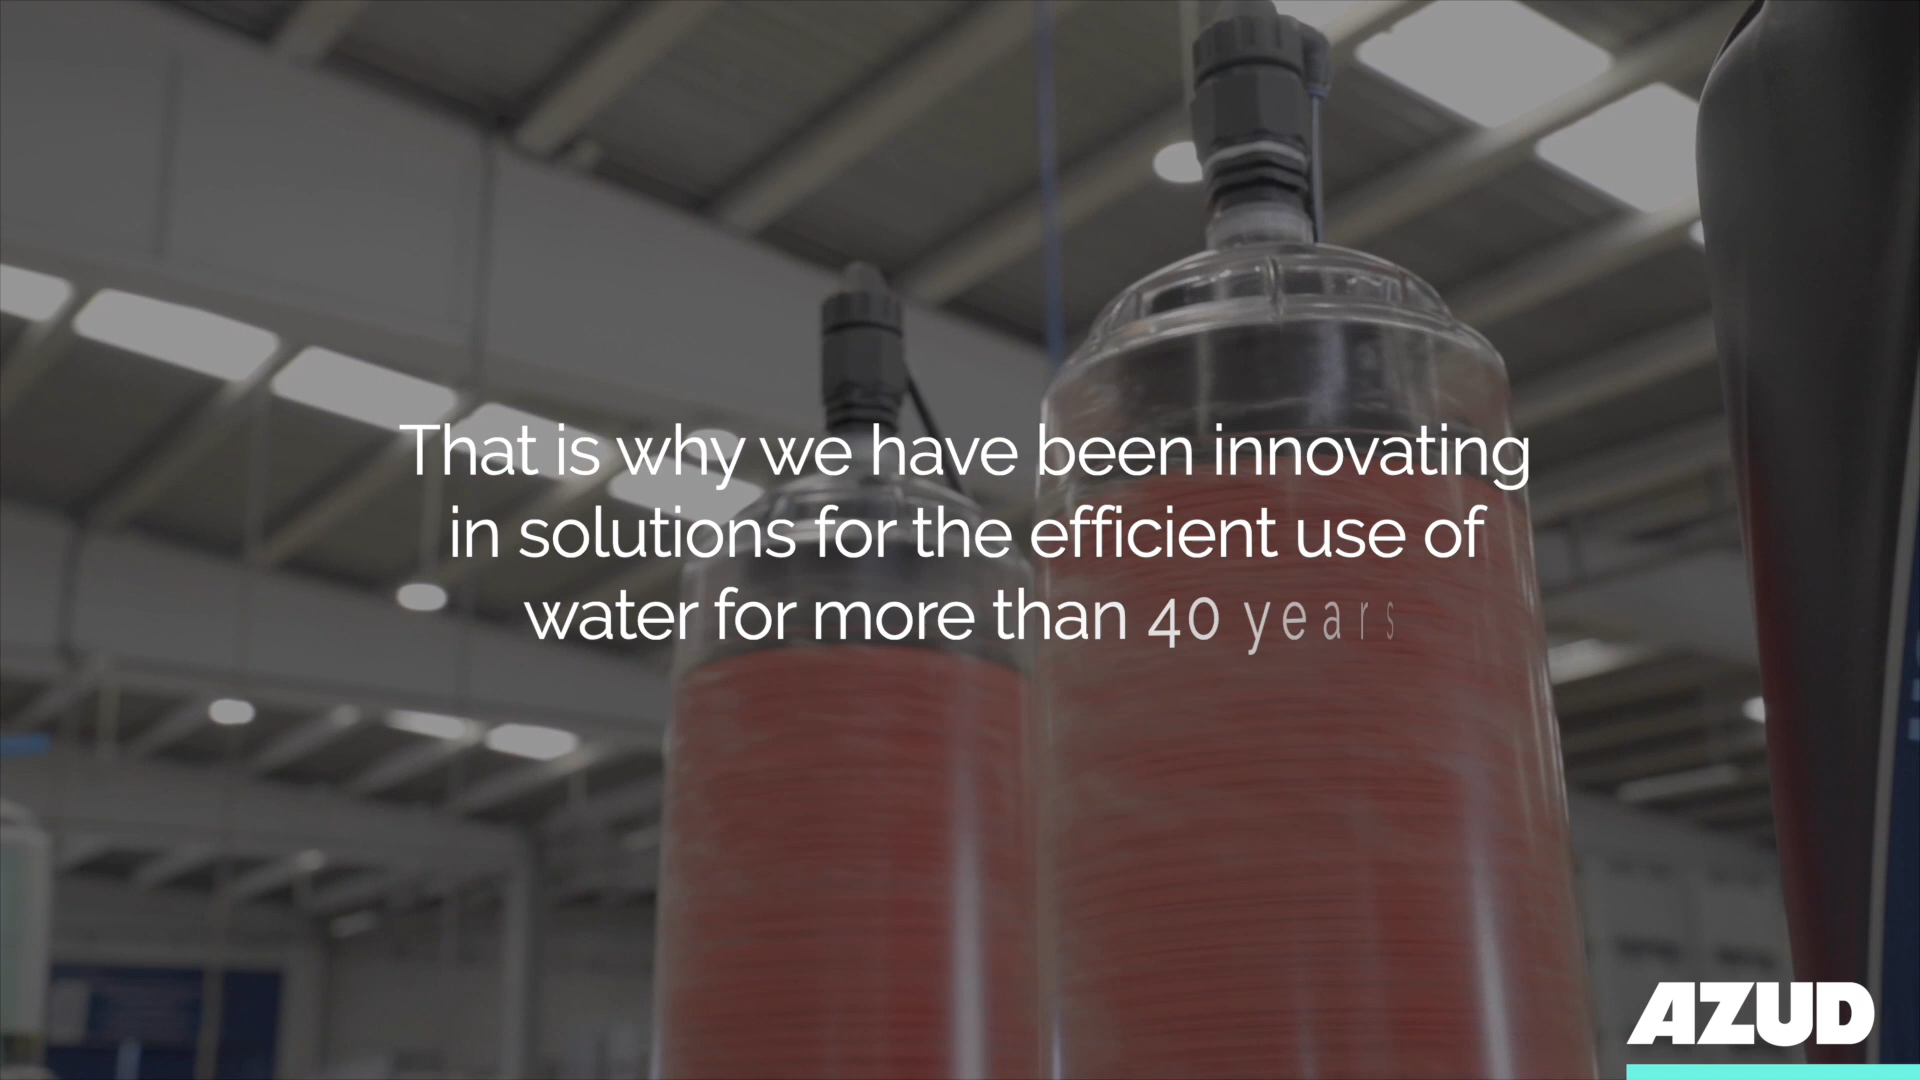 That is why we have been innovating
in solutions for the efficient use of
water for more than 40 years
AZUD